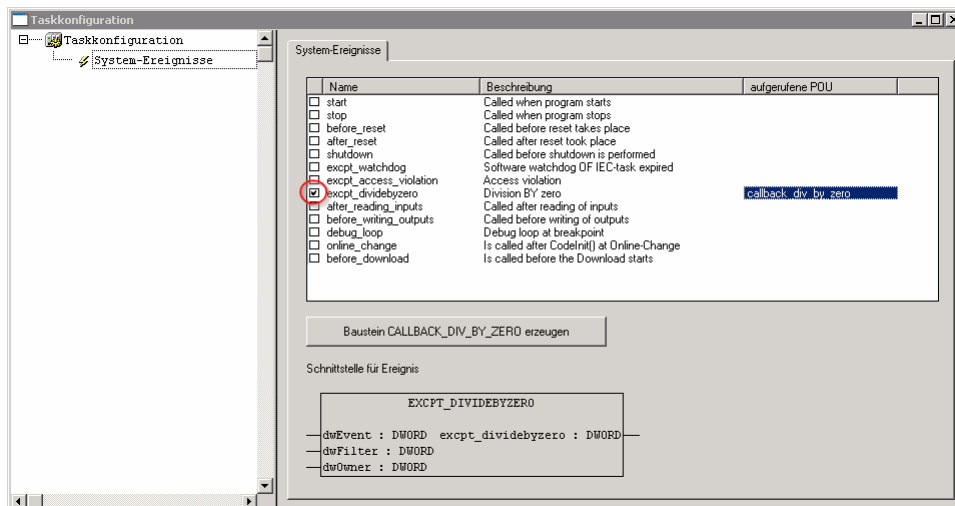 Taskkonfiguration
Taskkonfiguration
System-Ereignisse
System-Ereignisse
Name Beschreibung aufgerufene POU
start Called when program starts
stop Called when program stops
before_reset Called before reset takes place
after_reset Called after reset took place
shutdown Called before shutdown is performed
excpt_watchdog Software watchdog OF IEC-task expired
excpt_access_violation Access violation
excpt_dividebyzero Division BY zero callback_div_by_zero
after_reading_inputs Called after reading of inputs
before_writing_outputs Called before writing of outputs
debug_loop Debug loop at breakpoint
online_change Is called after CodeInit() at Online-Change
before_download Is called before the Download starts
Baustein CALLBACK_DIV_BY_ZERO erzeugen
Schnittstelle für Ereignis
EXCPT_DIVIDEBYZERO
dwEvent : DWORD excpt_dividebyzero : DWORD
dwFilter : DWORD
dwOwner : DWORD